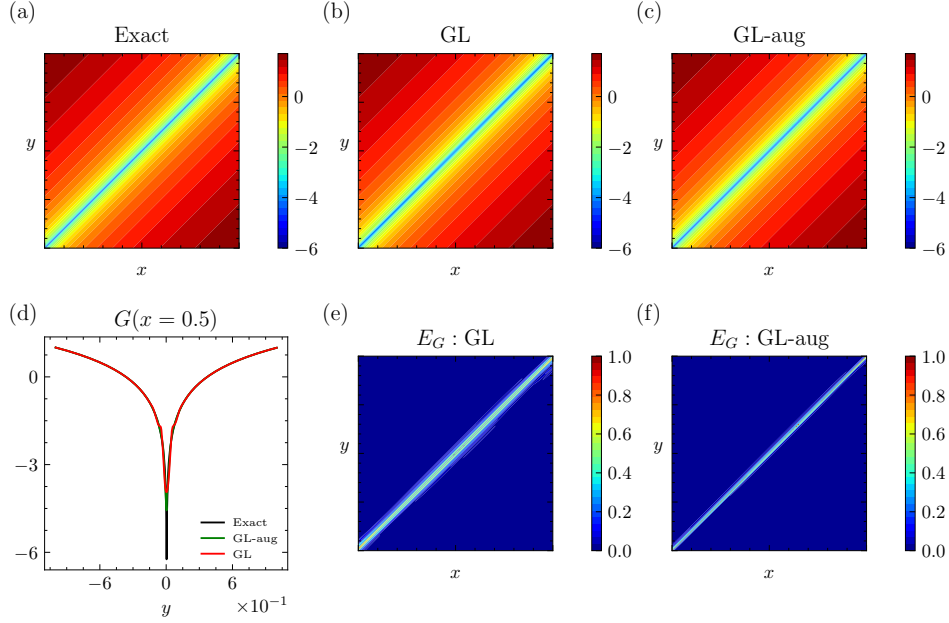 (a)
Exact
y
x
0
−2
−4
−6
(b)
GL
x
0
−2
−4
−6
(c)
GL-aug
y
x
0
−2
−4
−6
(d)
G(x = 0.5)
0
−3
−6
−6
0
6
×10⁻¹
y
Exact
GL-aug
GL
(e)
E_G : GL
y
x
1.0
0.8
0.6
0.4
0.2
0.0
(f)
E_G : GL-aug
y
x
1.0
0.8
0.6
0.4
0.2
0.0